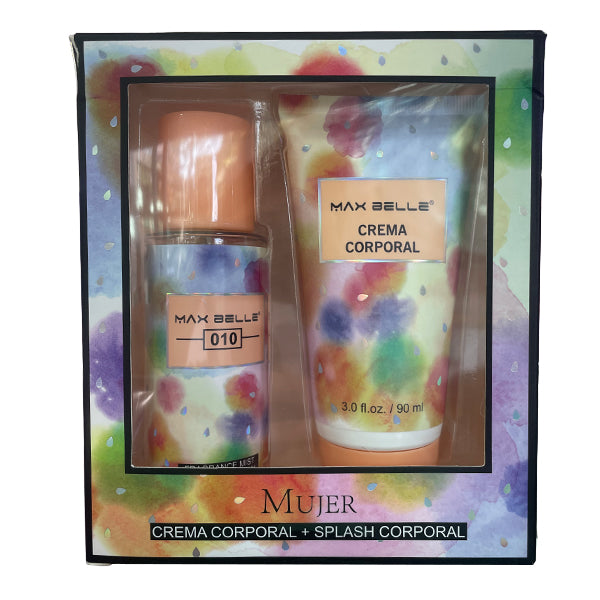 MAX BELLE®
010
FRAGRANCE MIST
MAX BELLE®
CREMA
CORPORAL
3.0 fl.oz. / 90 ml
MUJER
CREMA CORPORAL + SPLASH CORPORAL